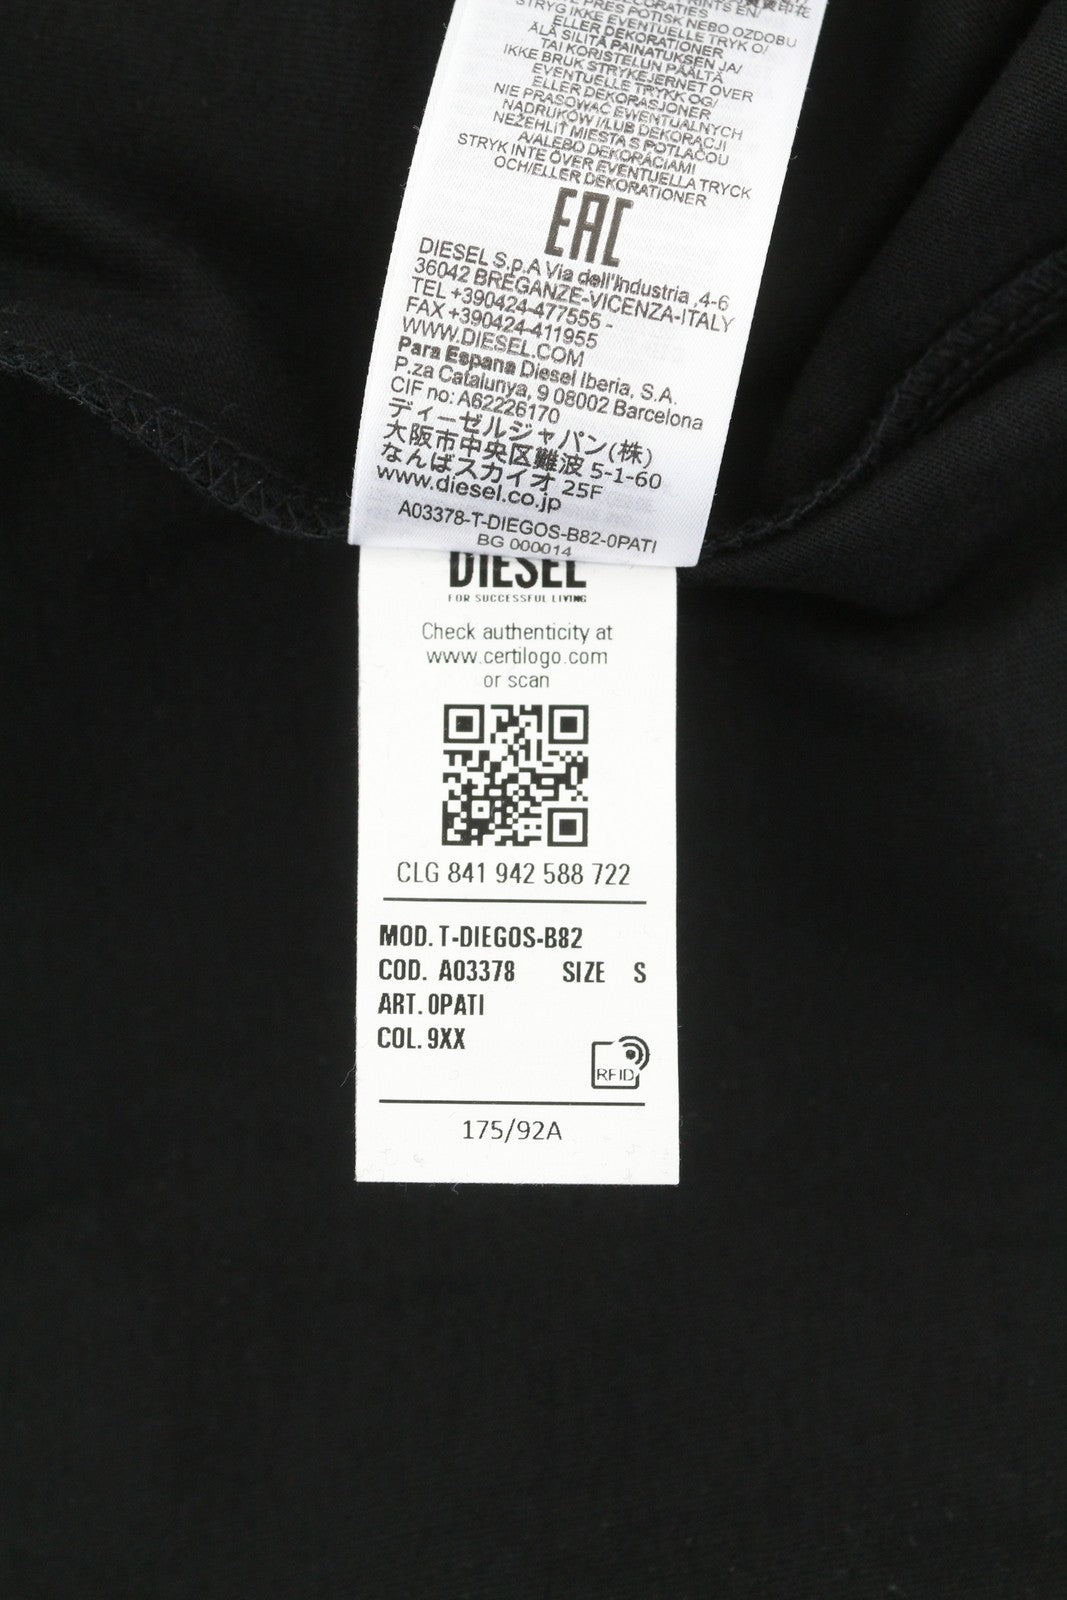 STRYG IKKE EVENTUELLE TRYK O/
ELLER DEKORATIONER
ÄLÄ SILITÄ PAINATUKSEN JA/
TAI KORISTELUN PÄÄLTÄ
IKKE BRUK STRYKEJERNET OVER
EVENTUELLE TRYKK OG/
ELLER DEKORASJONER
NIE PRASOWAĆ EWENTUALNYCH
NADRUKÓW I/LUB DEKORACJI
NEŽEHLIŤ MIESTA S POTLAČOU
A/ALEBO DEKORÁCIAMI
STRYK INTE ÖVER EVENTUELLA TRYCK
OCH/ELLER DEKORATIONER
EAC
DIESEL S.p.A Via dell'Industria ,4-6
36042 BREGANZE-VICENZA-ITALY
TEL +390424-477555 -
FAX +390424-411955
WWW.DIESEL.COM
Para Espana Diesel Iberia, S.A.
P.za Catalunya, 9 08002 Barcelona
CIF no: A62226170
ディーゼルジャパン(株)
大阪市中央区難波 5-1-60
なんばスカイオ 25F
www.diesel.co.jp
A03378-T-DIEGOS-B82-0PATI
BG 000014
DIESEL
FOR SUCCESSFUL LIVING
Check authenticity at
www.certilogo.com
or scan
CLG 841 942 588 722
MOD. T-DIEGOS-B82
COD. A03378 SIZE S
ART. 0PATI
COL. 9XX
RFID
175/92A